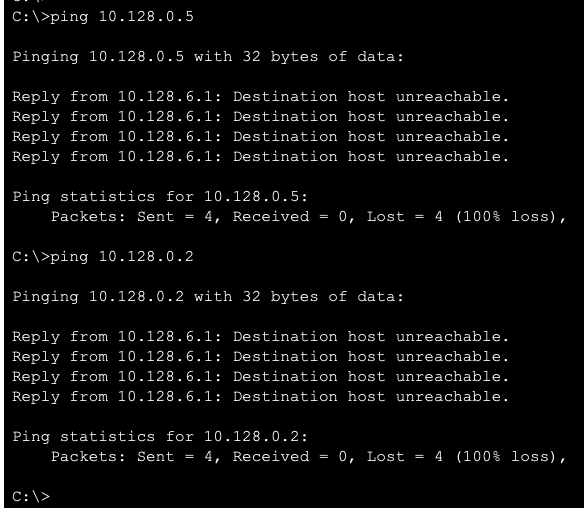 C:\>ping 10.128.0.5
Pinging 10.128.0.5 with 32 bytes of data:
Reply from 10.128.6.1: Destination host unreachable.
Reply from 10.128.6.1: Destination host unreachable.
Reply from 10.128.6.1: Destination host unreachable.
Reply from 10.128.6.1: Destination host unreachable.
Ping statistics for 10.128.0.5:
    Packets: Sent = 4, Received = 0, Lost = 4 (100% loss),
C:\>ping 10.128.0.2
Pinging 10.128.0.2 with 32 bytes of data:
Reply from 10.128.6.1: Destination host unreachable.
Reply from 10.128.6.1: Destination host unreachable.
Reply from 10.128.6.1: Destination host unreachable.
Reply from 10.128.6.1: Destination host unreachable.
Ping statistics for 10.128.0.2:
    Packets: Sent = 4, Received = 0, Lost = 4 (100% loss),
C:\>